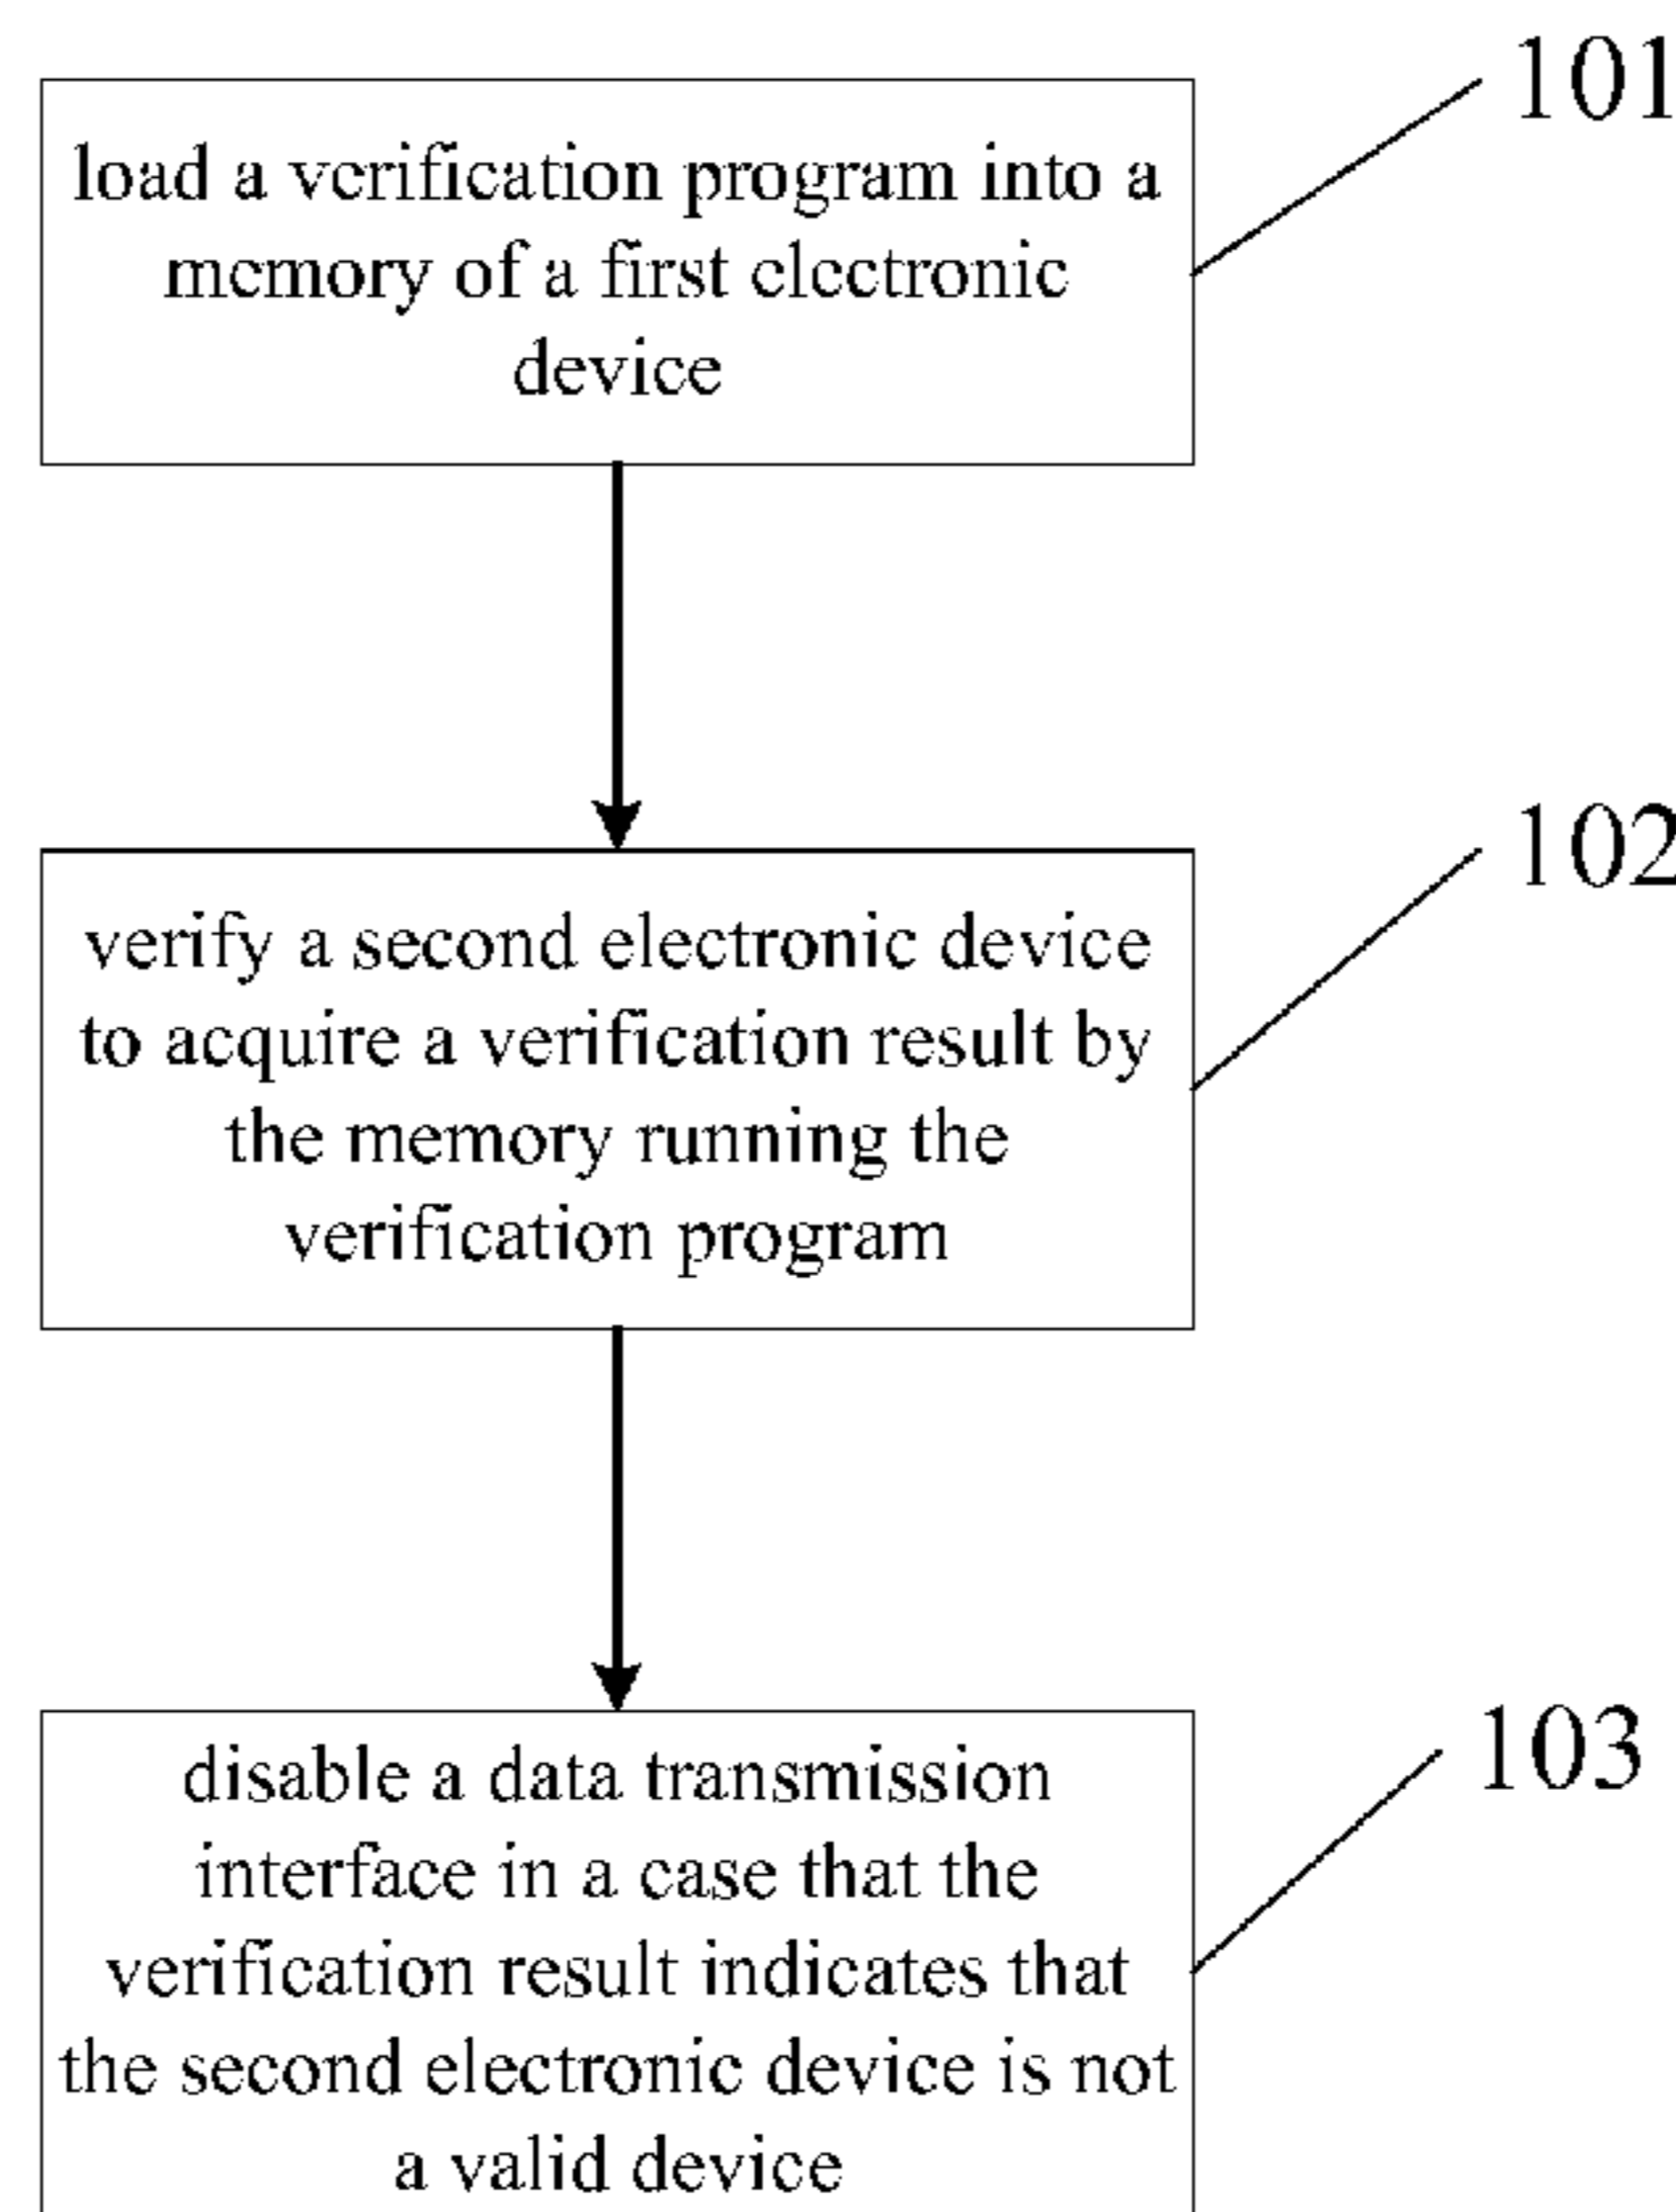 101
load a verification program into a
memory of a first electronic
device
102
verify a second electronic device
to acquire a verification result by
the memory running the
verification program
103
disable a data transmission
interface in a case that the
verification result indicates that
the second electronic device is not
a valid device